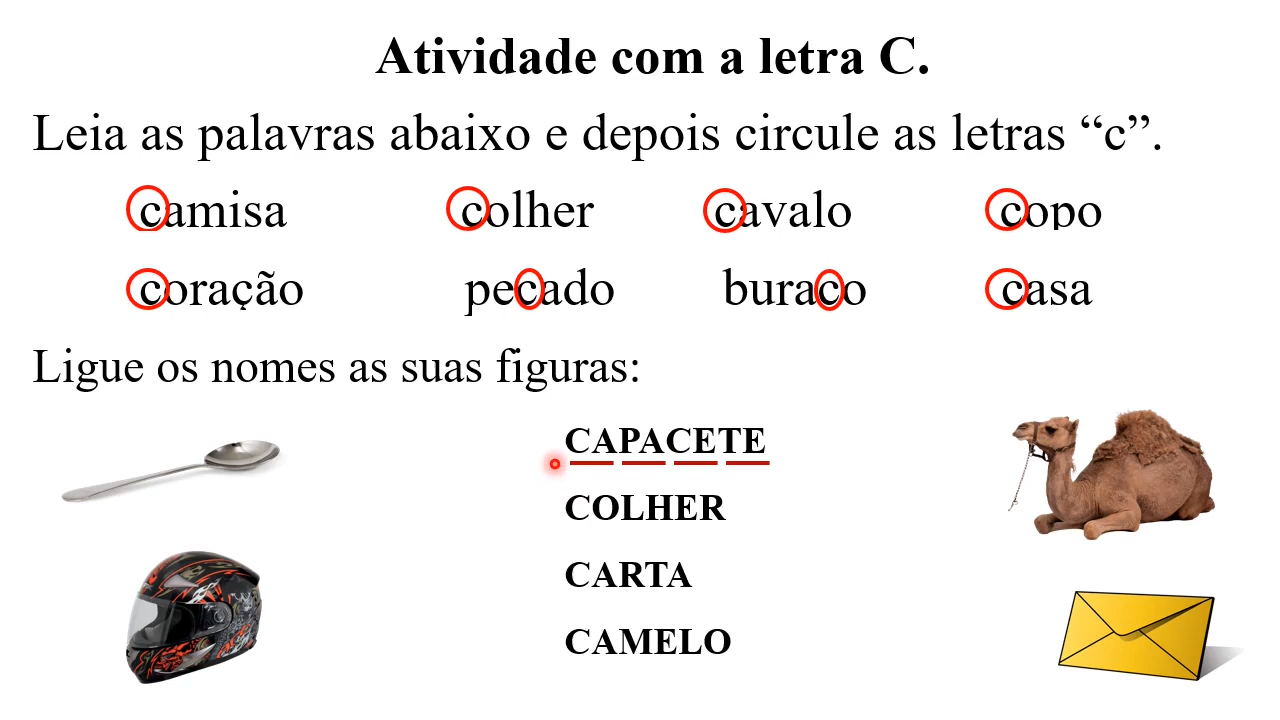 Atividade com a letra C.
Leia as palavras abaixo e depois circule as letras “c”.
camisa colher cavalo copo
coração pecado buraco casa
Ligue os nomes as suas figuras:
CAPACETE
COLHER
CARTA
CAMELO